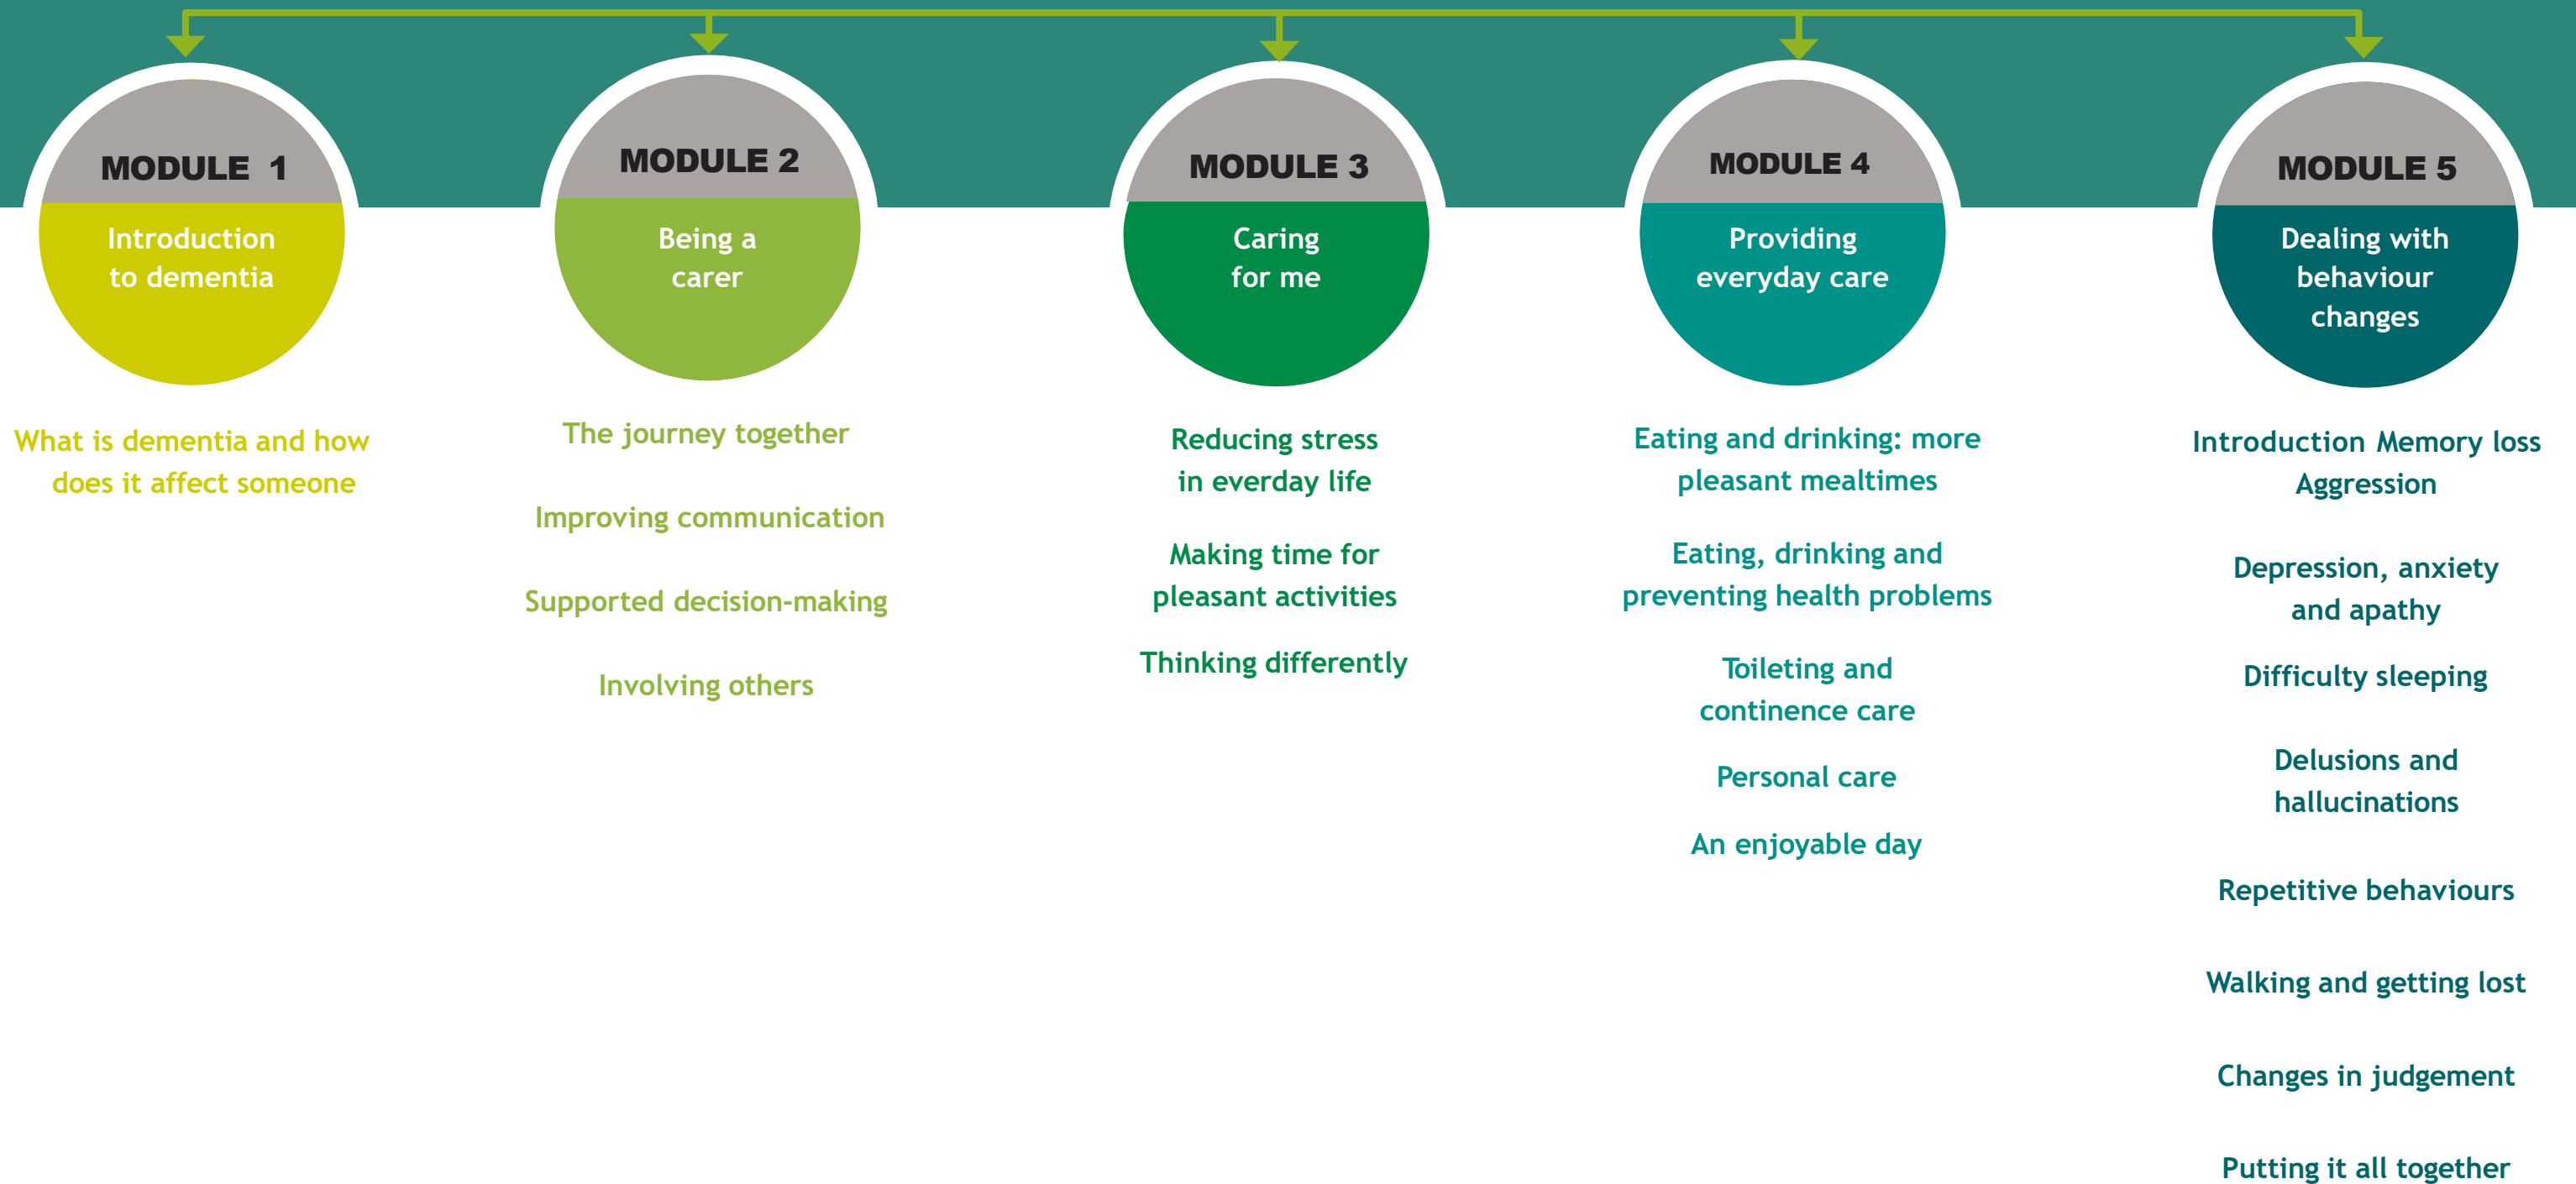 MODULE 1
Introduction
to dementia
What is dementia and how
does it affect someone
MODULE 2
Being a
carer
The journey together
Improving communication
Supported decision-making
Involving others
MODULE 3
Caring
for me
Reducing stress
in everday life
Making time for
pleasant activities
Thinking differently
MODULE 4
Providing
everyday care
Eating and drinking: more
pleasant mealtimes
Eating, drinking and
preventing health problems
Toileting and
continence care
Personal care
An enjoyable day
MODULE 5
Dealing with
behaviour
changes
Introduction Memory loss
Aggression
Depression, anxiety
and apathy
Difficulty sleeping
Delusions and
hallucinations
Repetitive behaviours
Walking and getting lost
Changes in judgement
Putting it all together